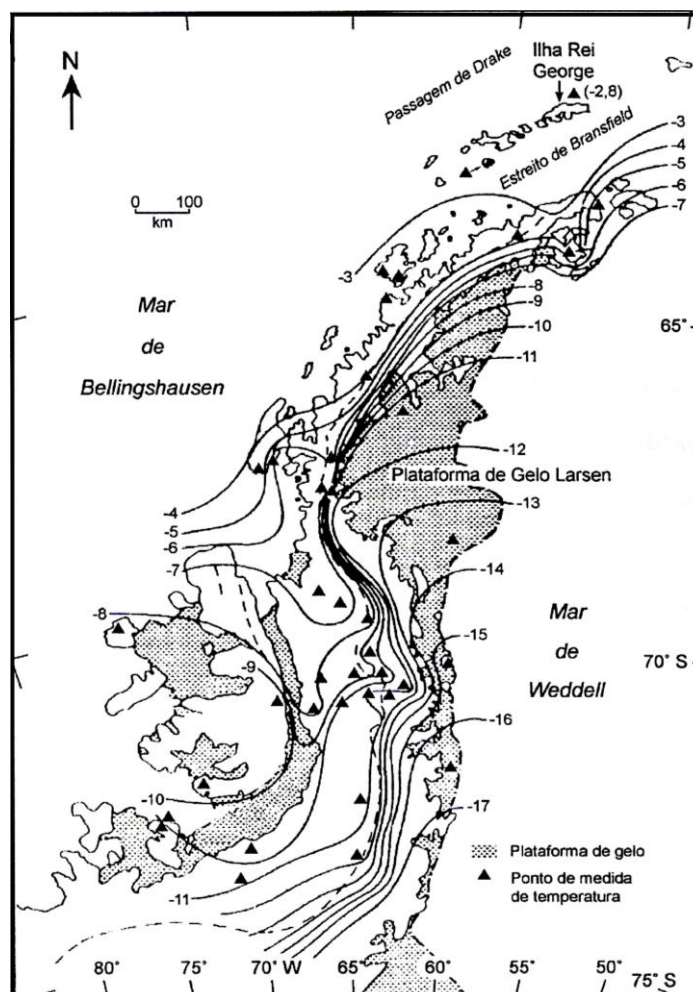 N
Ilha Rei
George
(-2,8)
Passagem de Drake
Estreito de Bransfield
0 100
km
-3
-4
-5
-6
-7
-8
-9
-10
-11
-3
Mar
de
Bellingshausen
65°
-12
Plataforma de Gelo Larsen
-13
-4
-5
-6
-7
-14
-8
Mar
de
Weddell
-15
70° S
-9
-16
-10
-17
Plataforma de gelo
Ponto de medida
de temperatura
-11
80° 75° 70° W 65° 60° 55° 50° 75° S